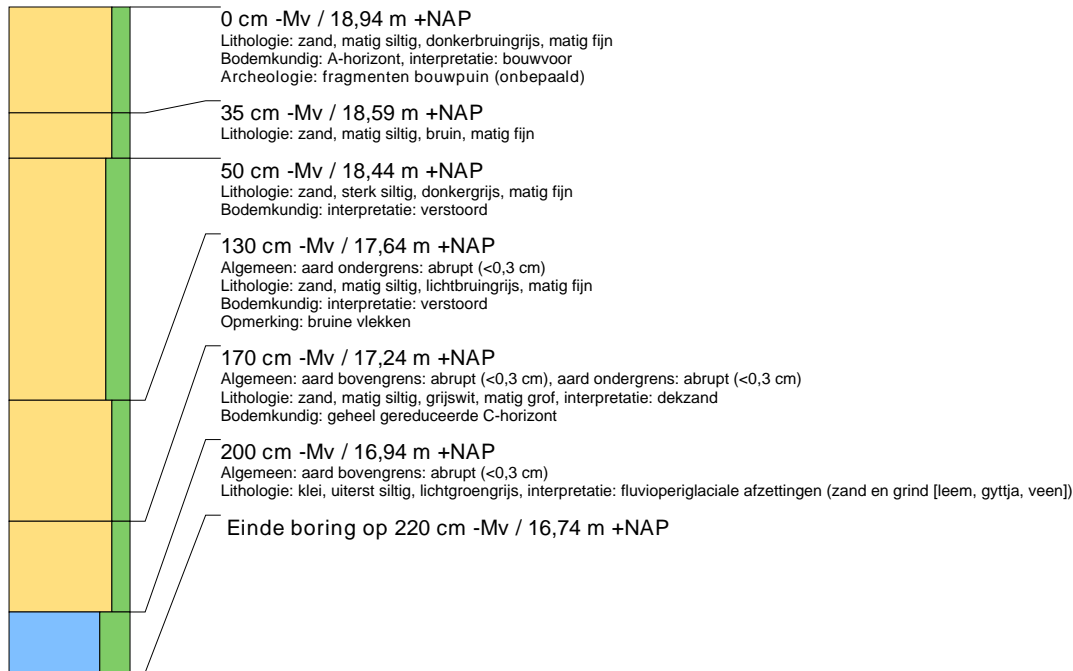 0 cm -Mv / 18,94 m +NAP
Lithologie: zand, matig siltig, donkerbruingrijs, matig fijn
Bodemkundig: A-horizont, interpretatie: bouwvoor
Archeologie: fragmenten bouwpuin (onbepaald)
35 cm -Mv / 18,59 m +NAP
Lithologie: zand, matig siltig, bruin, matig fijn
50 cm -Mv / 18,44 m +NAP
Lithologie: zand, sterk siltig, donkergrijs, matig fijn
Bodemkundig: interpretatie: verstoord
130 cm -Mv / 17,64 m +NAP
Algemeen: aard ondergrens: abrupt (<0,3 cm)
Lithologie: zand, matig siltig, lichtbruingrijs, matig fijn
Bodemkundig: interpretatie: verstoord
Opmerking: bruine vlekken
170 cm -Mv / 17,24 m +NAP
Algemeen: aard bovengrens: abrupt (<0,3 cm), aard ondergrens: abrupt (<0,3 cm)
Lithologie: zand, matig siltig, grijswit, matig grof, interpretatie: dekzand
Bodemkundig: geheel gereduceerde C-horizont
200 cm -Mv / 16,94 m +NAP
Algemeen: aard bovengrens: abrupt (<0,3 cm)
Lithologie: klei, uiterst siltig, lichtgroengrijs, interpretatie: fluvioperiglaciale afzettingen (zand en grind [leem, gyttja, veen])
Einde boring op 220 cm -Mv / 16,74 m +NAP